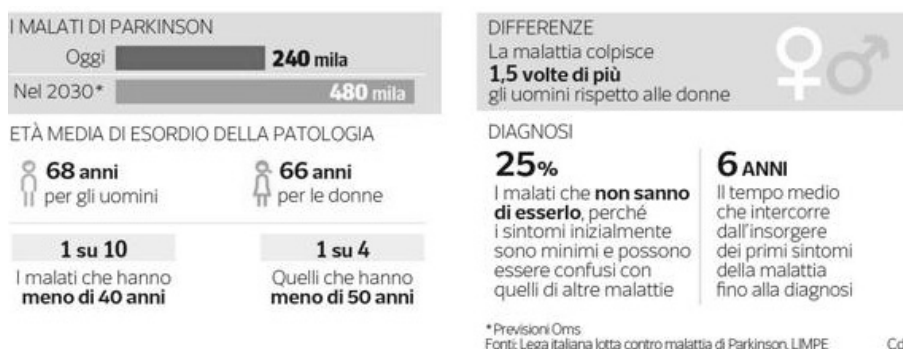 I MALATI DI PARKINSON
Oggi 240 mila
Nel 2030* 480 mila
ETÀ MEDIA DI ESORDIO DELLA PATOLOGIA
68 anni
per gli uomini
66 anni
per le donne
1 su 10
I malati che hanno
meno di 40 anni
1 su 4
Quelli che hanno
meno di 50 anni
DIFFERENZE
La malattia colpisce
1,5 volte di più
gli uomini rispetto alle donne
DIAGNOSI
25%
I malati che non sanno
di esserlo, perché
i sintomi inizialmente
sono minimi e possono
essere confusi con
quelli di altre malattie
6 ANNI
Il tempo medio
che intercorre
dall'insorgere
dei primi sintomi
della malattia
fino alla diagnosi
*Previsioni Oms
Fonti: Lega italiana lotta contro malattia di Parkinson, LIMPE